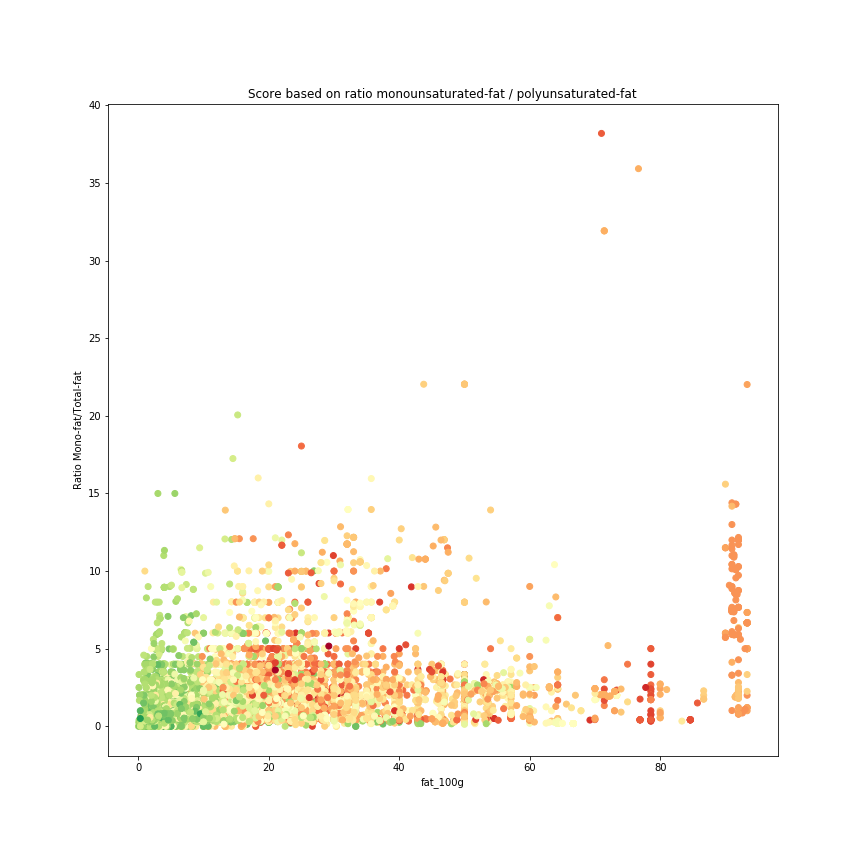 Score based on ratio monounsaturated-fat / polyunsaturated-fat
40
35
30
25
20
15
10
5
0
Ratio Mono-fat/Total-fat
0 20 40 60 80
fat_100g